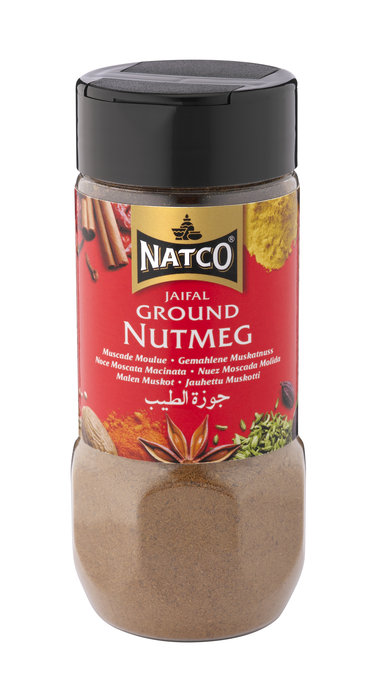 NATCO®
JAIFAL
GROUND
NUTMEG
Muscade Moulue • Gemahlene Muskatnuss
Noce Moscata Macinata • Nuez Moscada Molida
Malen Muskot • Jauhettu Muskotti
جوزة الطيب